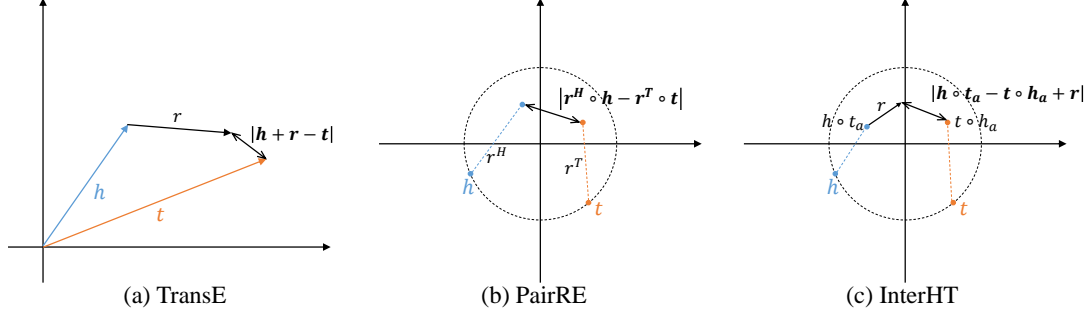 r
|h + r − t|
h
t
(a) TransE
|r^H ∘ h − r^T ∘ t|
r^H
r^T
h
t
(b) PairRE
|h ∘ t_a − t ∘ h_a + r|
r
h ∘ t_a
t ∘ h_a
h
t
(c) InterHT